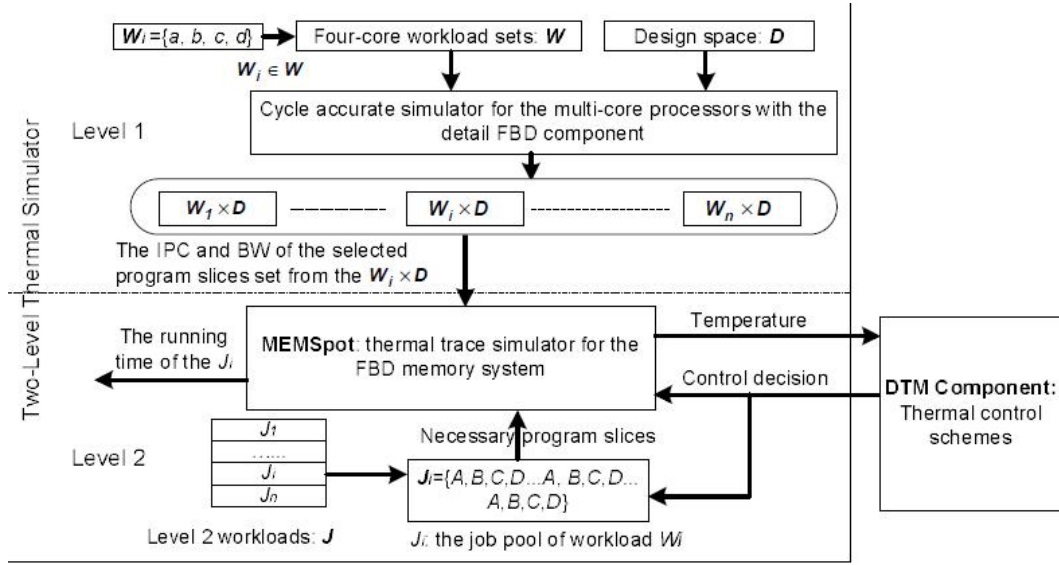 Two-Level Thermal Simulator
Wi={a, b, c, d}
Four-core workload sets: W
Design space: D
Wi ∈ W
Level 1
Cycle accurate simulator for the multi-core processors with the
detail FBD component
W1×D
Wi×D
Wn×D
The IPC and BW of the selected
program slices set from the Wi×D
The running
time of the Ji
MEMSpot: thermal trace simulator for the
FBD memory system
Temperature
Control decision
DTM Component:
Thermal control
schemes
Level 2
J1
......
Ji
Jn
Necessary program slices
Ji={A,B,C,D...A, B,C,D...
A,B,C,D}
Level 2 workloads: J
Ji: the job pool of workload Wi